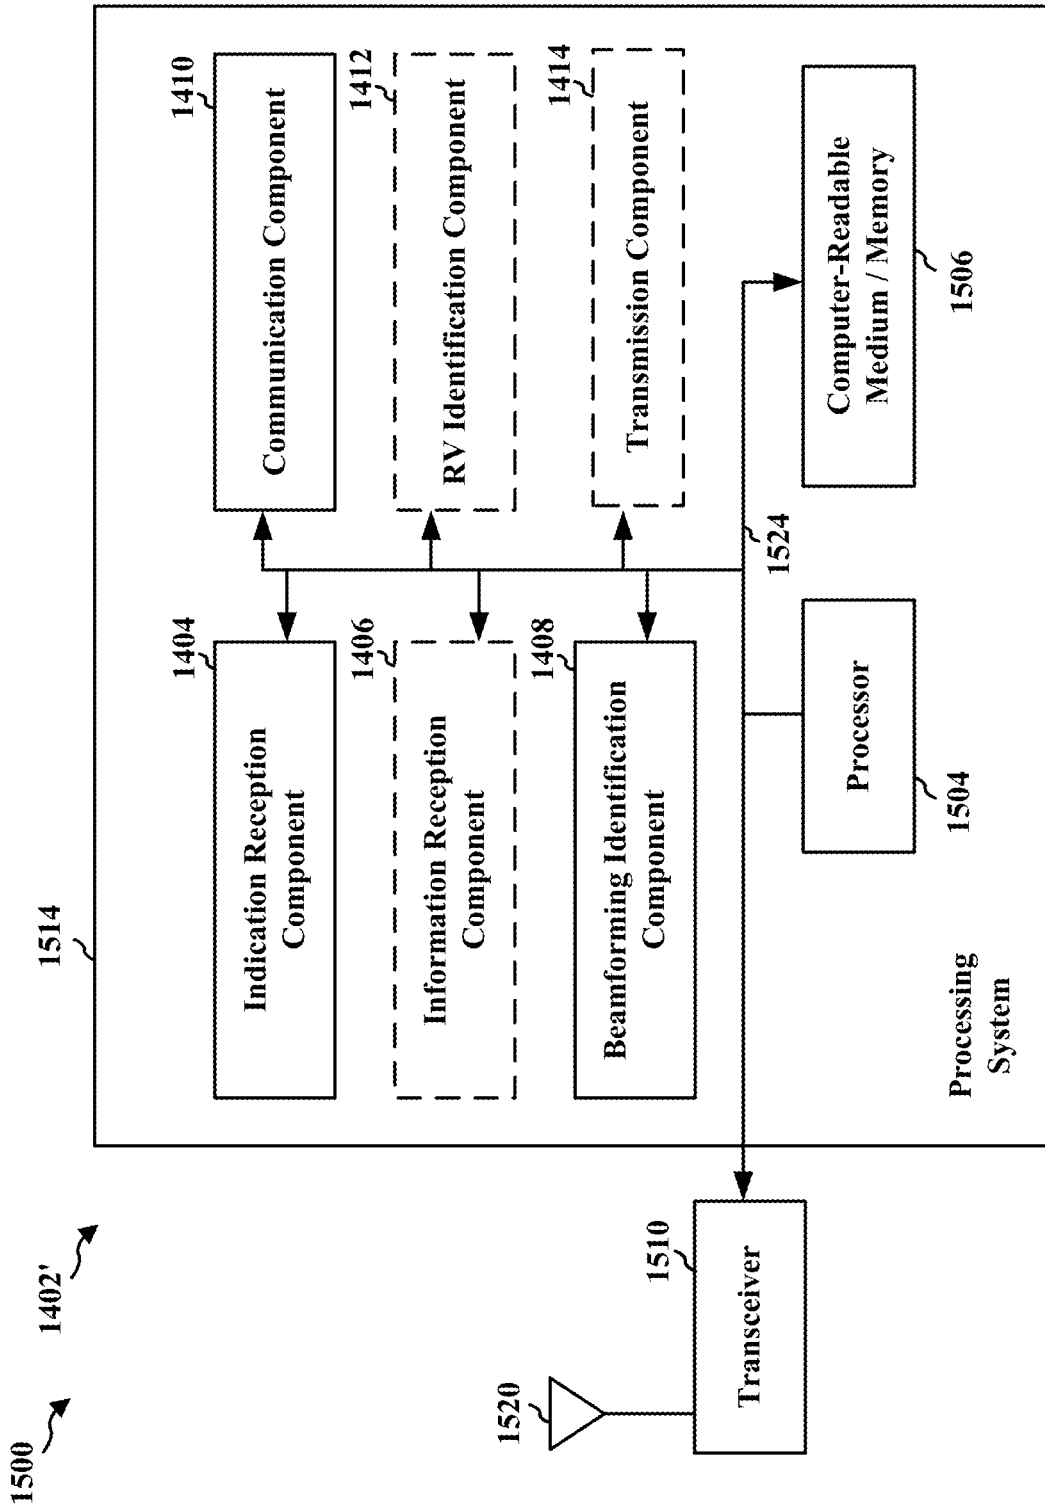 1500
1402'
1514
1404
Indication Reception
Component
1410
Communication Component
1406
Information Reception
Component
1412
RV Identification Component
1408
Beamforming Identification
Component
1414
Transmission Component
1520
1510
Transceiver
1524
Processor
1504
Computer-Readable
Medium / Memory
1506
Processing
System